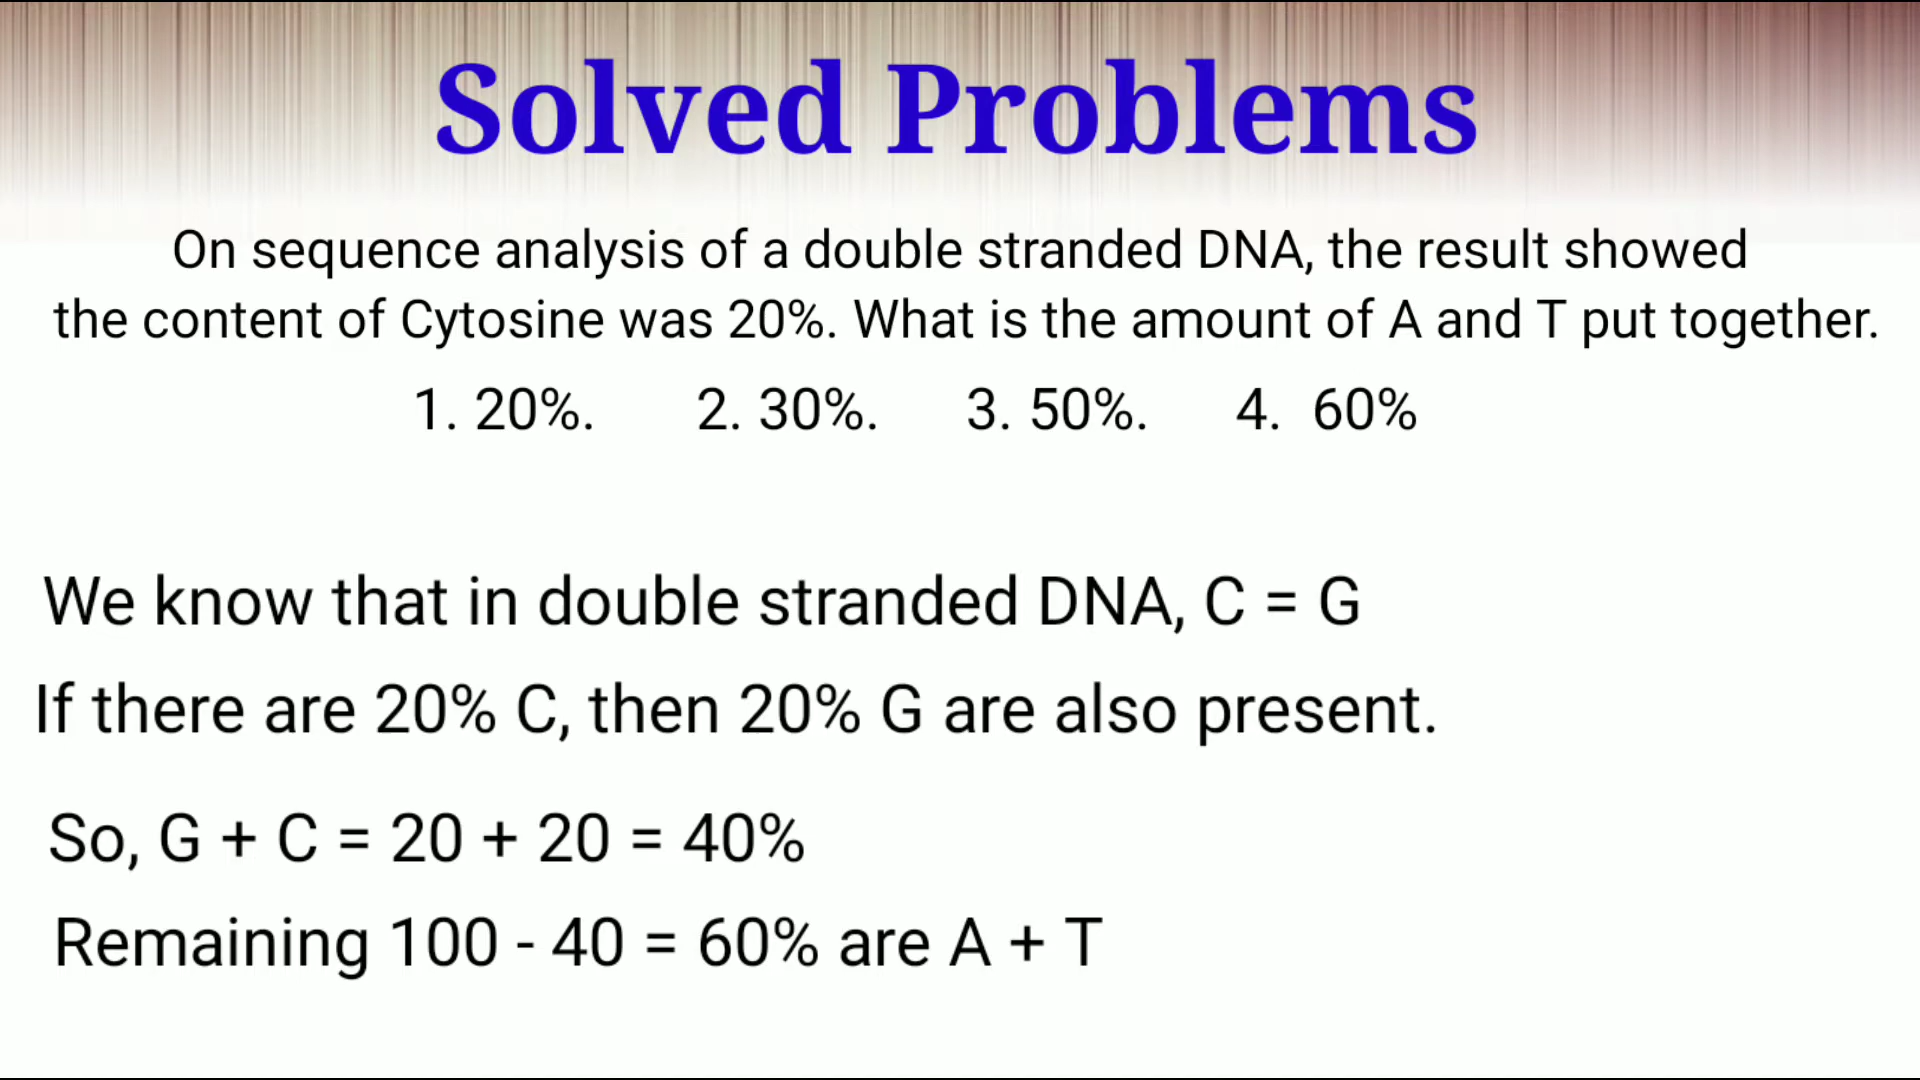 Solved Problems
On sequence analysis of a double stranded DNA, the result showed
the content of Cytosine was 20%. What is the amount of A and T put together.
1. 20%. 2. 30%. 3. 50%. 4. 60%
We know that in double stranded DNA, C = G
If there are 20% C, then 20% G are also present.
So, G + C = 20 + 20 = 40%
Remaining 100 - 40 = 60% are A + T